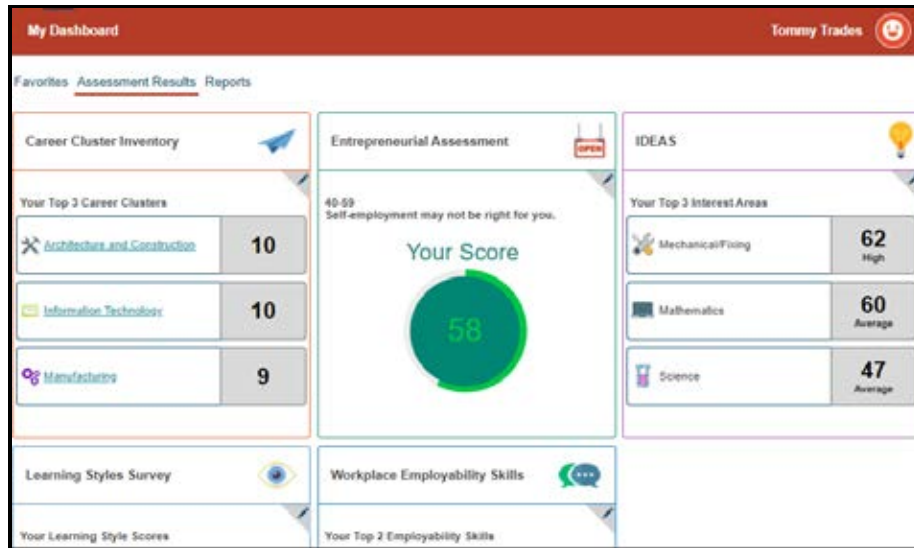 My Dashboard
Tommy Trades
Favorites Assessment Results Reports
Career Cluster Inventory
Your Top 3 Career Clusters
Architecture and Construction 10
Information Technology 10
Manufacturing 9
Entrepreneurial Assessment
OPEN
40-59
Self-employment may not be right for you.
Your Score
58
IDEAS
Your Top 3 Interest Areas
Mechanical/Fixing 62
High
Mathematics 60
Average
Science 47
Average
Learning Styles Survey
Your Learning Style Scores
Workplace Employability Skills
Your Top 2 Employability Skills